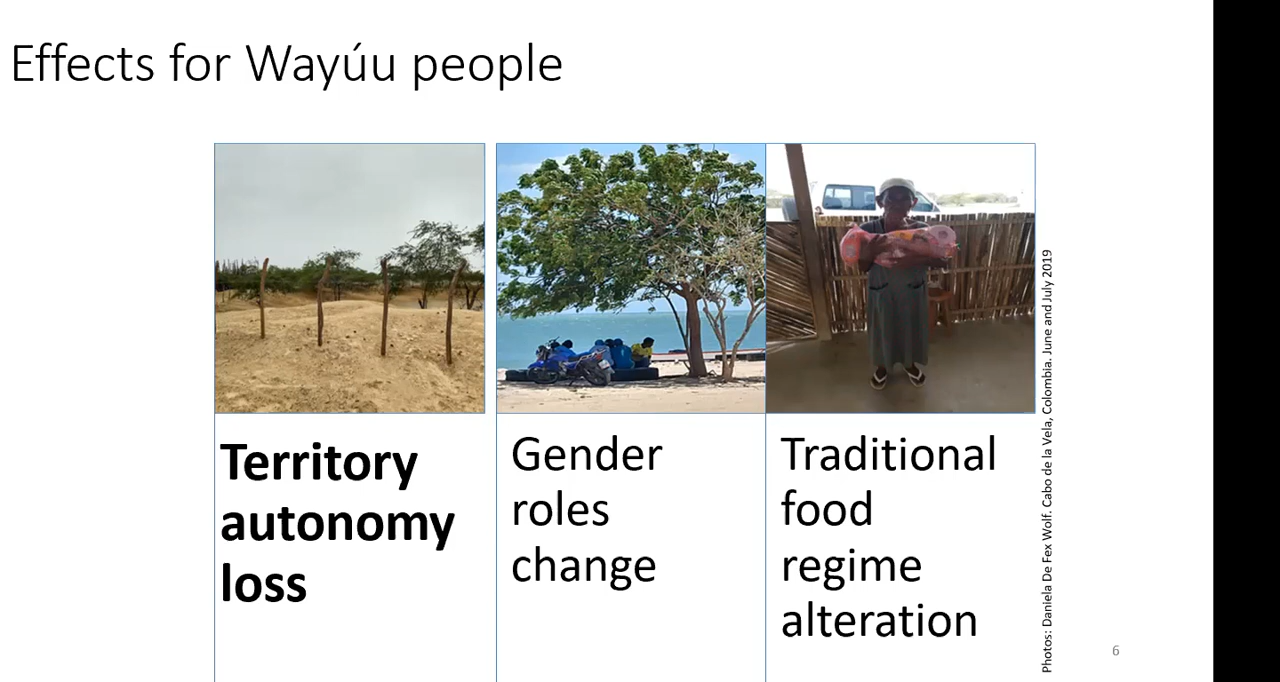 Effects for Wayúu people
Territory
autonomy
loss
Gender
roles
change
Traditional
food
regime
alteration
Photos: Daniela De Fex Wolf. Cabo de la Vela, Colombia. June and July 2019
6